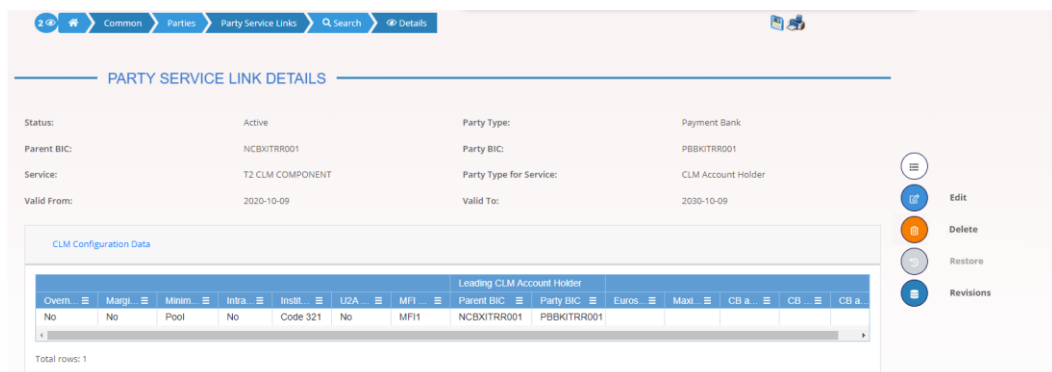 2 Common Parties Party Service Links Search Details
PARTY SERVICE LINK DETAILS
Status: Active Party Type: Payment Bank
Parent BIC: NCBXITRR001 Party BIC: PBBKITRR001
Service: T2 CLM COMPONENT Party Type for Service: CLM Account Holder
Valid From: 2020-10-09 Valid To: 2030-10-09
Edit
Delete
Restore
Revisions
CLM Configuration Data
Leading CLM Account Holder
Overn... Margi... Minim... Intra... Instit... U2A ... MFI ... Parent BIC Party BIC Euros... Maxi... CB a... CB ... CB a...
No No Pool No Code 321 No MFI1 NCBXITRR001 PBBKITRR001
Total rows: 1